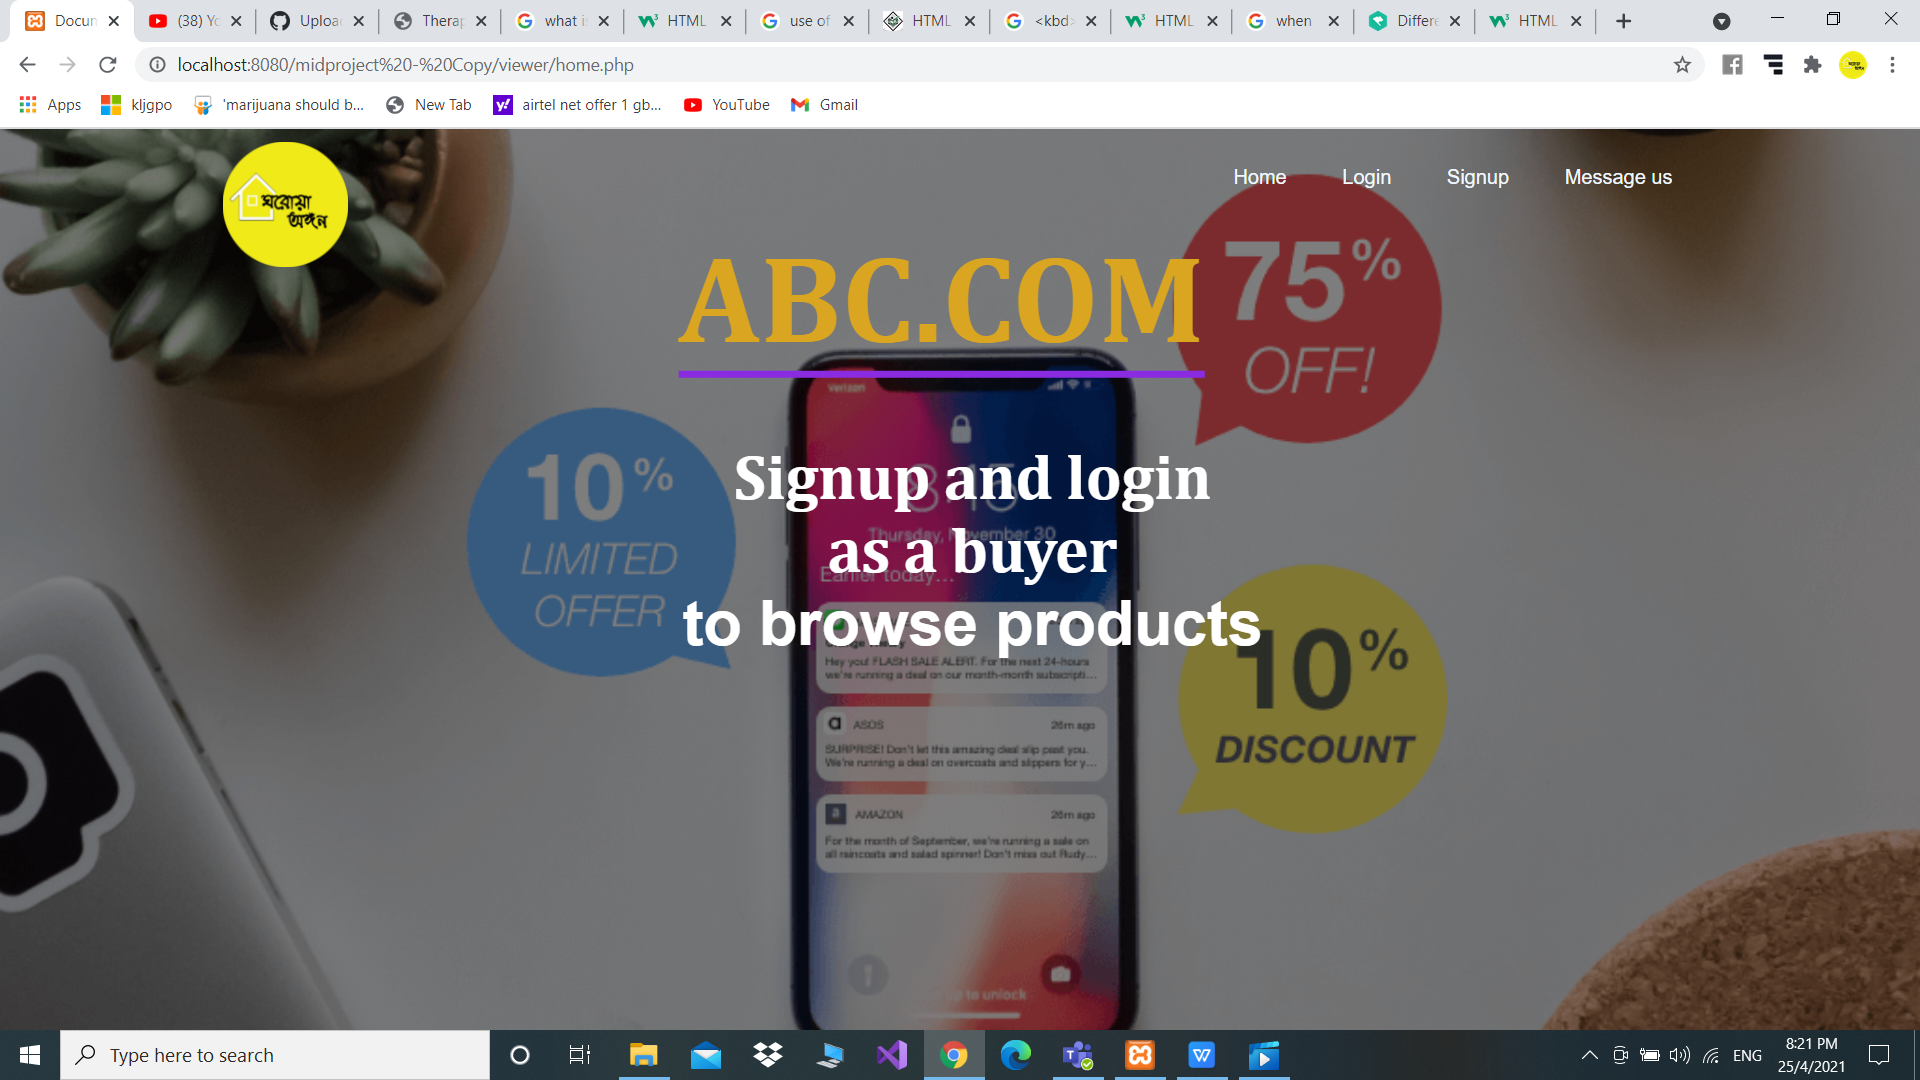 Docun
(38) Yo
Uploa
Therap
what is
HTML
use of
HTML
<kbd>
HTML
when
Differe
HTML
localhost:8080/midproject%20-%20Copy/viewer/home.php
Apps
kljgpo
'marijuana should b...
New Tab
airtel net offer 1 gb...
YouTube
Gmail
ঘরোয়া
অঙ্গন
Home
Login
Signup
Message us
ABC.COM
75%
OFF!
Verizon
10%
LIMITED
OFFER
Signup and login
8:15
Thursday, November 30
as a buyer
Earlier today...
to browse products
Hey you! FLASH SALE ALERT. For the next 24-hours
we're running a deal on our month-month subscripti...
10%
DISCOUNT
ASOS
26m ago
SURPRISE! Don't let this amazing deal slip past you.
We're running a deal on overcoats and slippers for y...
AMAZON
26m ago
For the month of September, we're running a sale on
all raincoats and salad spinner! Don't miss out Rudy...
to unlock
Type here to search
ENG
8:21 PM
25/4/2021